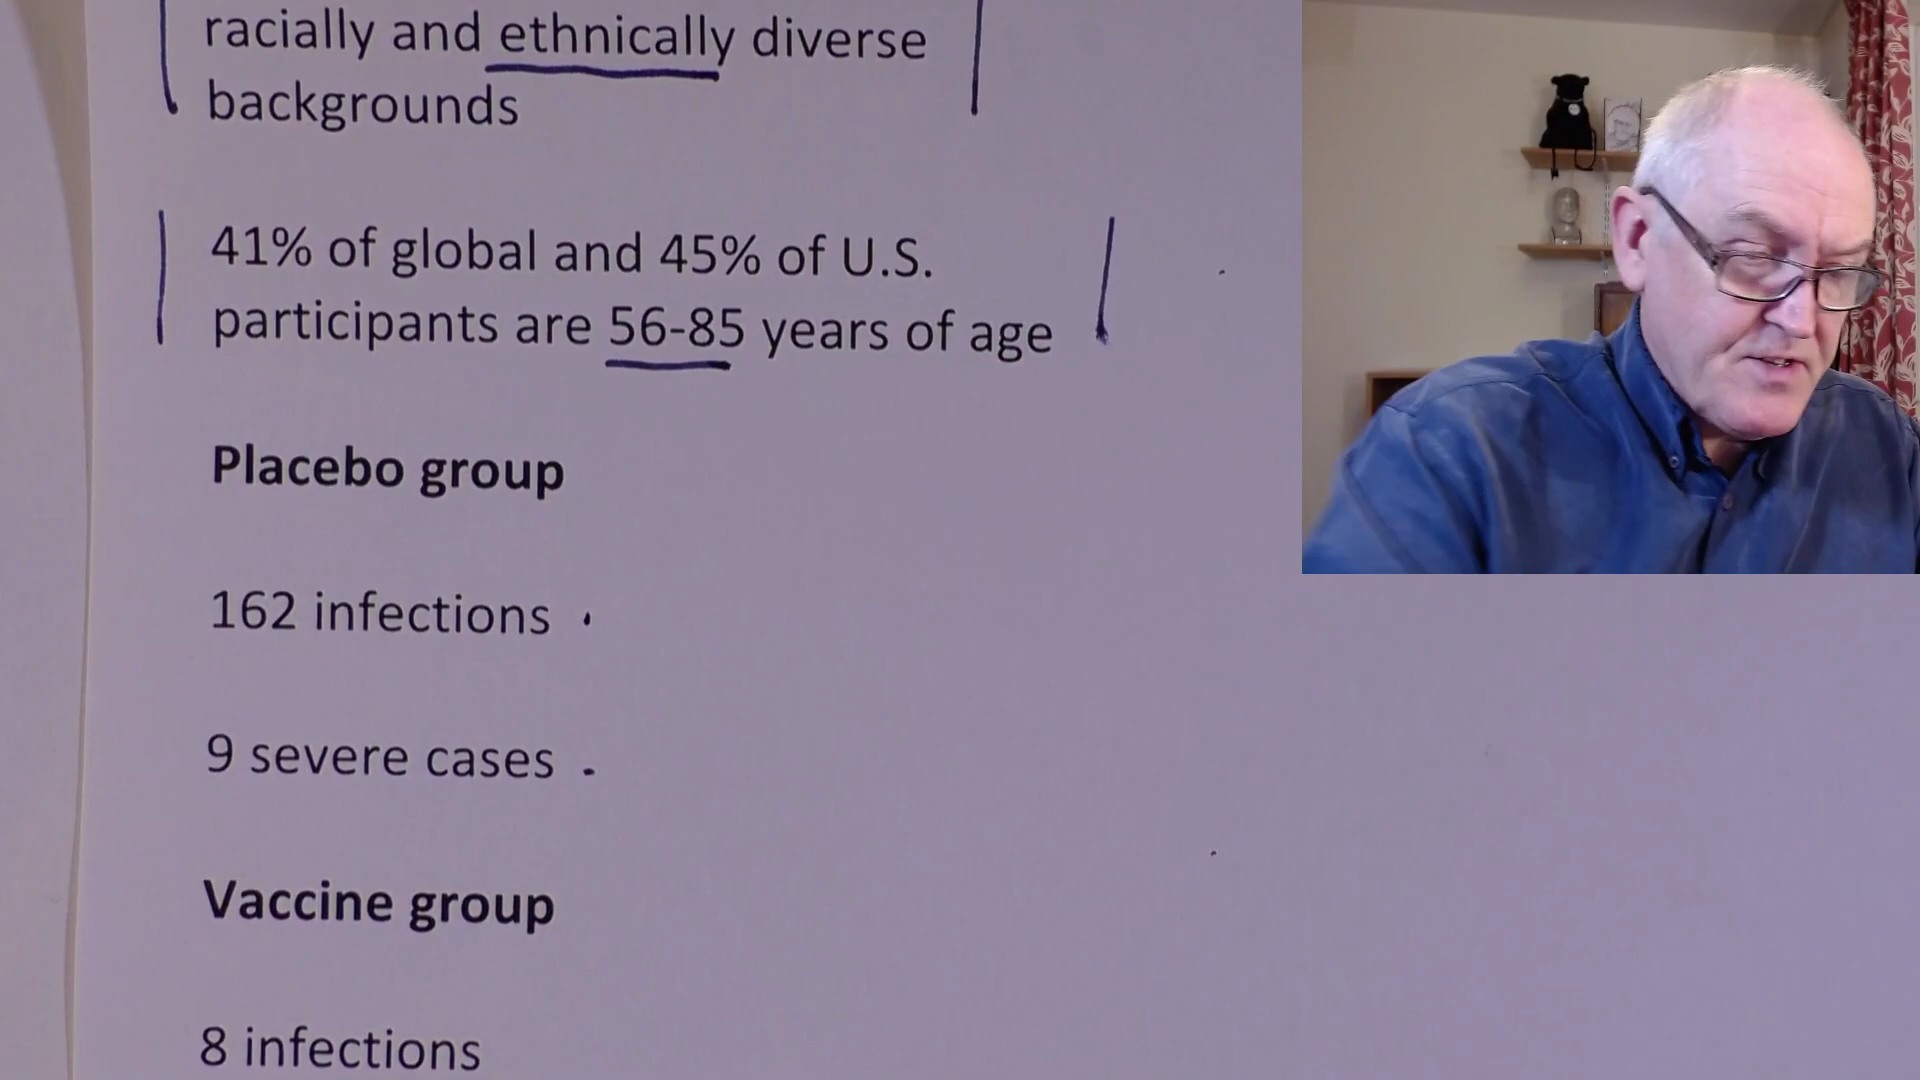 racially and ethnically diverse
backgrounds
41% of global and 45% of U.S.
participants are 56-85 years of age
Placebo group
162 infections
9 severe cases
Vaccine group
8 infections